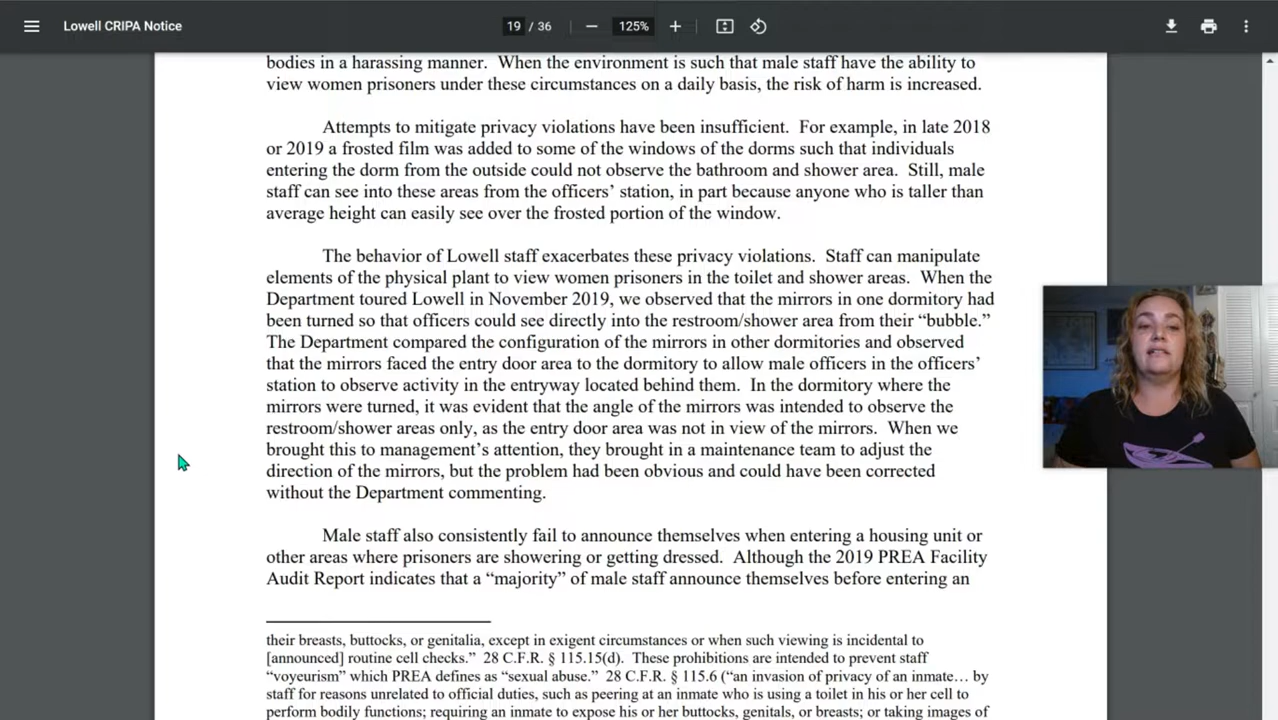 Lowell CRIPA Notice
19 / 36
125%
bodies in a harassing manner.  When the environment is such that male staff have the ability to
view women prisoners under these circumstances on a daily basis, the risk of harm is increased.
Attempts to mitigate privacy violations have been insufficient.  For example, in late 2018
or 2019 a frosted film was added to some of the windows of the dorms such that individuals
entering the dorm from the outside could not observe the bathroom and shower area.  Still, male
staff can see into these areas from the officers’ station, in part because anyone who is taller than
average height can easily see over the frosted portion of the window.
The behavior of Lowell staff exacerbates these privacy violations.  Staff can manipulate
elements of the physical plant to view women prisoners in the toilet and shower areas.  When the
Department toured Lowell in November 2019, we observed that the mirrors in one dormitory had
been turned so that officers could see directly into the restroom/shower area from their “bubble.”
The Department compared the configuration of the mirrors in other dormitories and observed
that the mirrors faced the entry door area to the dormitory to allow male officers in the officers’
station to observe activity in the entryway located behind them.  In the dormitory where the
mirrors were turned, it was evident that the angle of the mirrors was intended to observe the
restroom/shower areas only, as the entry door area was not in view of the mirrors.  When we
brought this to management’s attention, they brought in a maintenance team to adjust the
direction of the mirrors, but the problem had been obvious and could have been corrected
without the Department commenting.
Male staff also consistently fail to announce themselves when entering a housing unit or
other areas where prisoners are showering or getting dressed.  Although the 2019 PREA Facility
Audit Report indicates that a “majority” of male staff announce themselves before entering an
their breasts, buttocks, or genitalia, except in exigent circumstances or when such viewing is incidental to
[announced] routine cell checks.”  28 C.F.R. § 115.15(d).  These prohibitions are intended to prevent staff
“voyeurism” which PREA defines as “sexual abuse.”  28 C.F.R. § 115.6 (“an invasion of privacy of an inmate… by
staff for reasons unrelated to official duties, such as peering at an inmate who is using a toilet in his or her cell to
perform bodily functions; requiring an inmate to expose his or her buttocks, genitals, or breasts; or taking images of